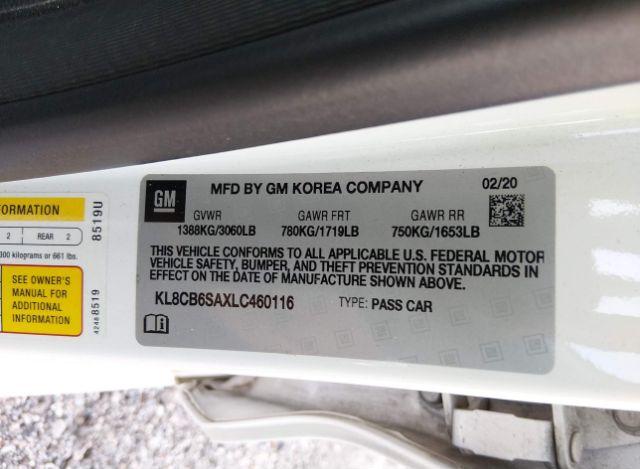 FORMATION
2 REAR 2
300 kilograms or 661 lbs.
SEE OWNER'S
MANUAL FOR
ADDITIONAL
INFORMATION
8519U
42488519
GM
MFD BY GM KOREA COMPANY 02/20
GVWR GAWR FRT GAWR RR
1388KG/3060LB 780KG/1719LB 750KG/1653LB
THIS VEHICLE CONFORMS TO ALL APPLICABLE U.S. FEDERAL MOTOR
VEHICLE SAFETY, BUMPER, AND THEFT PREVENTION STANDARDS IN
EFFECT ON THE DATE OF MANUFACTURE SHOWN ABOVE.
KL8CB6SAXLC460116 TYPE: PASS CAR